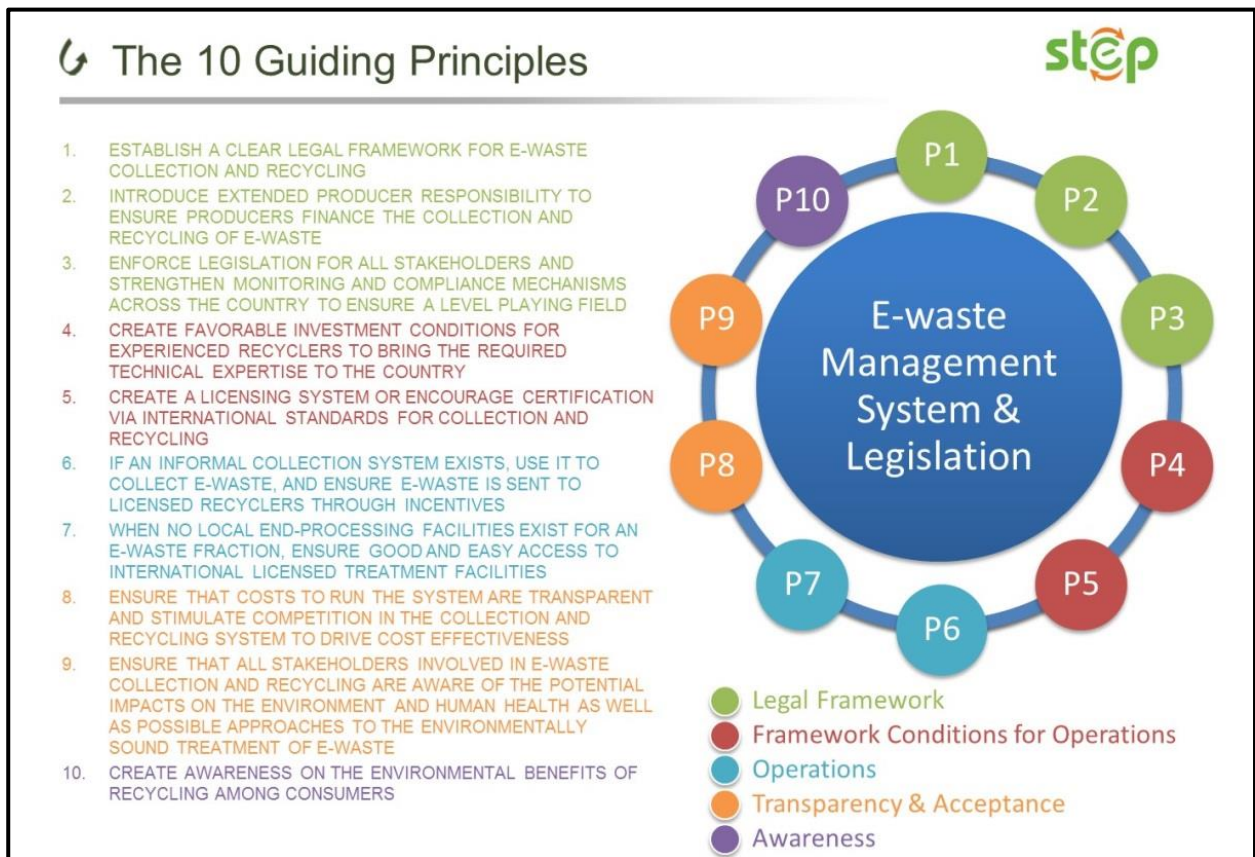 The 10 Guiding Principles
step
1. ESTABLISH A CLEAR LEGAL FRAMEWORK FOR E-WASTE
COLLECTION AND RECYCLING
2. INTRODUCE EXTENDED PRODUCER RESPONSIBILITY TO
ENSURE PRODUCERS FINANCE THE COLLECTION AND
RECYCLING OF E-WASTE
3. ENFORCE LEGISLATION FOR ALL STAKEHOLDERS AND
STRENGTHEN MONITORING AND COMPLIANCE MECHANISMS
ACROSS THE COUNTRY TO ENSURE A LEVEL PLAYING FIELD
4. CREATE FAVORABLE INVESTMENT CONDITIONS FOR
EXPERIENCED RECYCLERS TO BRING THE REQUIRED
TECHNICAL EXPERTISE TO THE COUNTRY
5. CREATE A LICENSING SYSTEM OR ENCOURAGE CERTIFICATION
VIA INTERNATIONAL STANDARDS FOR COLLECTION AND
RECYCLING
6. IF AN INFORMAL COLLECTION SYSTEM EXISTS, USE IT TO
COLLECT E-WASTE, AND ENSURE E-WASTE IS SENT TO
LICENSED RECYCLERS THROUGH INCENTIVES
7. WHEN NO LOCAL END-PROCESSING FACILITIES EXIST FOR AN
E-WASTE FRACTION, ENSURE GOOD AND EASY ACCESS TO
INTERNATIONAL LICENSED TREATMENT FACILITIES
8. ENSURE THAT COSTS TO RUN THE SYSTEM ARE TRANSPARENT
AND STIMULATE COMPETITION IN THE COLLECTION AND
RECYCLING SYSTEM TO DRIVE COST EFFECTIVENESS
9. ENSURE THAT ALL STAKEHOLDERS INVOLVED IN E-WASTE
COLLECTION AND RECYCLING ARE AWARE OF THE POTENTIAL
IMPACTS ON THE ENVIRONMENT AND HUMAN HEALTH AS WELL
AS POSSIBLE APPROACHES TO THE ENVIRONMENTALLY
SOUND TREATMENT OF E-WASTE
10. CREATE AWARENESS ON THE ENVIRONMENTAL BENEFITS OF
RECYCLING AMONG CONSUMERS
P1
P2
P3
P4
P5
P6
P7
P8
P9
P10
E-waste
Management
System &
Legislation
Legal Framework
Framework Conditions for Operations
Operations
Transparency & Acceptance
Awareness